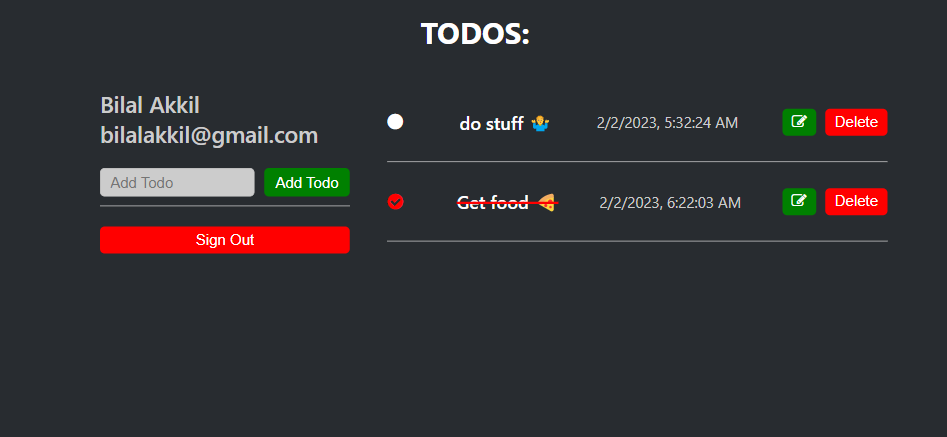 TODOS:
Bilal Akkil
bilalakkil@gmail.com
Add Todo
Add Todo
Sign Out
do stuff 🤷‍♂️
2/2/2023, 5:32:24 AM
Delete
Get food 🍕
2/2/2023, 6:22:03 AM
Delete